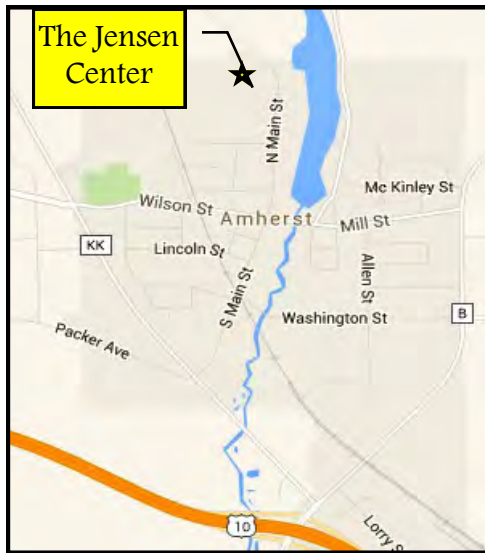 The Jensen
Center
N Main St
Mc Kinley St
Wilson St
Amherst
Mill St
Lincoln St
KK
Allen St
S Main St
B
Washington St
Packer Ave
10
Lorry S